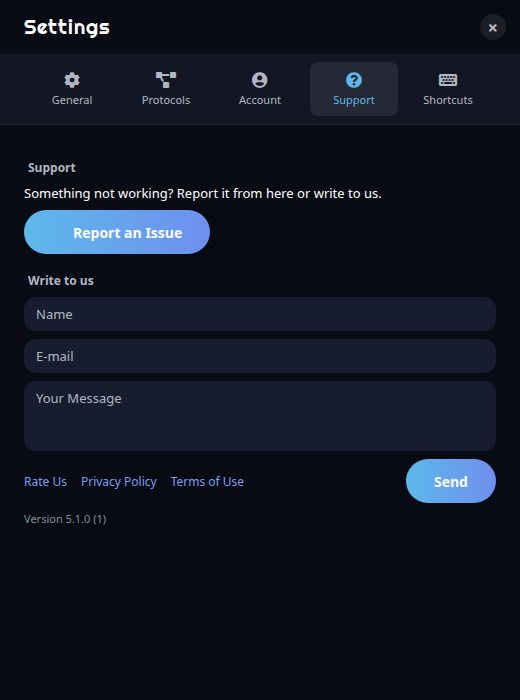 Settings
General
Protocols
Account
Support
Shortcuts
Support
Something not working? Report it from here or write to us.
Report an Issue
Write to us
Name
E-mail
Your Message
Rate Us Privacy Policy Terms of Use
Send
Version 5.1.0 (1)